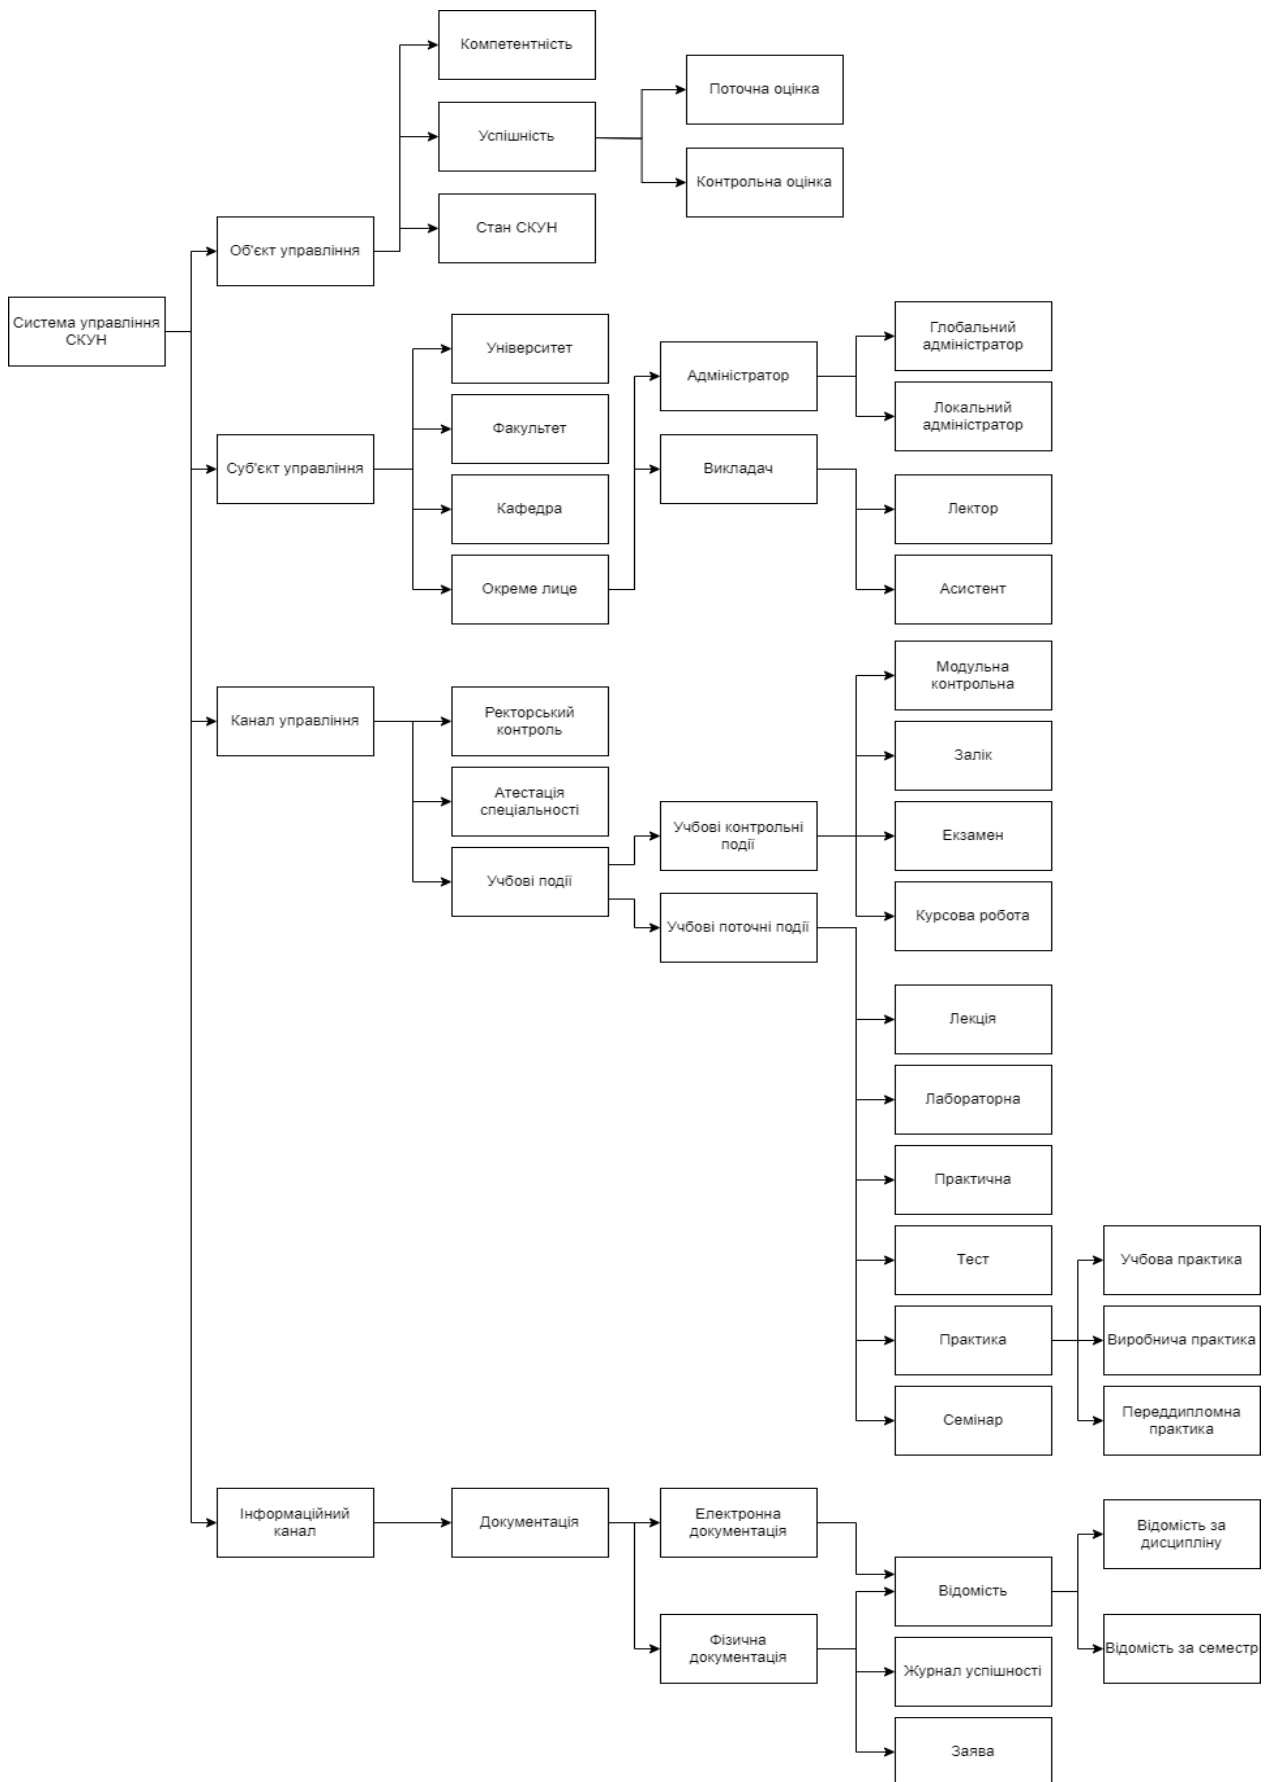 Компетентність
Поточна оцінка
Успішність
Контрольна оцінка
Стан СКУН
Об'єкт управління
Система управління
СКУН
Університет
Глобальний
адміністратор
Адміністратор
Локальний
адміністратор
Факультет
Суб'єкт управління
Викладач
Кафедра
Лектор
Окреме лице
Асистент
Модульна
контрольна
Канал управління
Ректорський
контроль
Залік
Атестація
спеціальності
Учбові контрольні
події
Екзамен
Учбові події
Курсова робота
Учбові поточні події
Лекція
Лабораторна
Практична
Тест
Учбова практика
Практика
Виробнича практика
Семінар
Переддипломна
практика
Інформаційний
канал
Документація
Електронна
документація
Відомість за
дисципліну
Відомість
Фізична
документація
Відомість за семестр
Журнал успішності
Заява